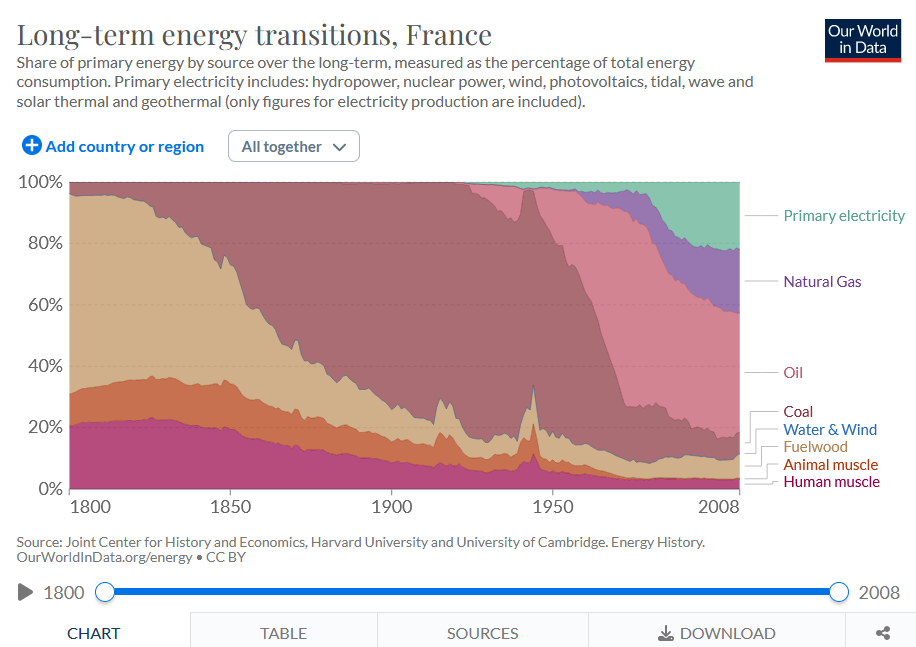 Long-term energy transitions, France
Our World
in Data
Share of primary energy by source over the long-term, measured as the percentage of total energy
consumption. Primary electricity includes: hydropower, nuclear power, wind, photovoltaics, tidal, wave and
solar thermal and geothermal (only figures for electricity production are included).
Add country or region
All together
100%
80%
60%
40%
20%
0%
Primary electricity
Natural Gas
Oil
Coal
Water & Wind
Fuelwood
Animal muscle
Human muscle
1800
1850
1900
1950
2008
Source: Joint Center for History and Economics, Harvard University and University of Cambridge. Energy History.
OurWorldInData.org/energy • CC BY
1800
2008
CHART
TABLE
SOURCES
DOWNLOAD